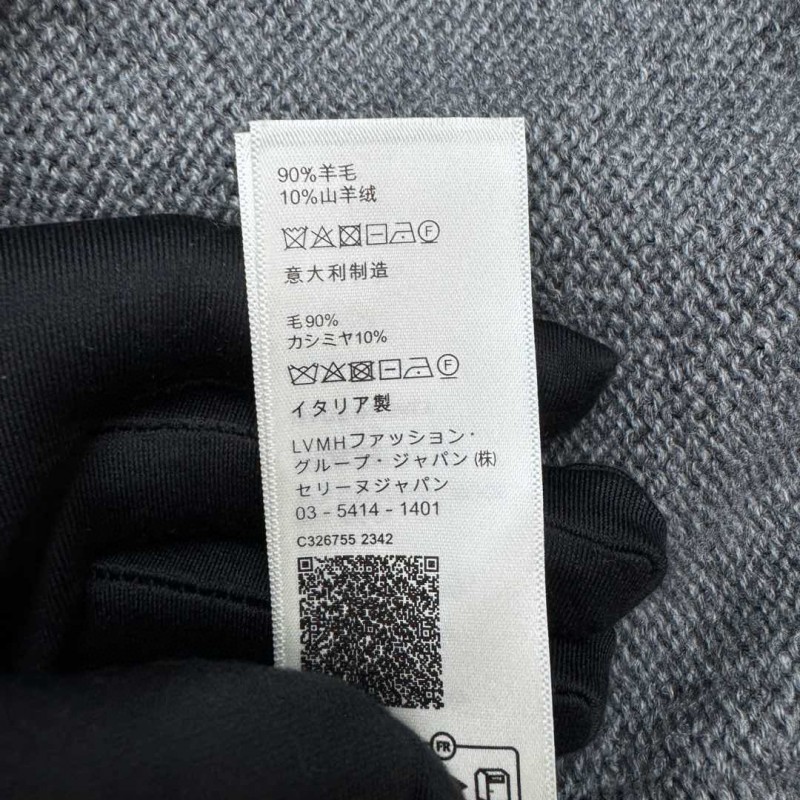 90%羊毛
10%山羊绒
F
意大利制造
毛90%
カシミヤ10%
F
イタリア製
LVMHファッション・
グループ・ジャパン(株)
セリーヌジャパン
03 - 5414 - 1401
C326755 2342
FR